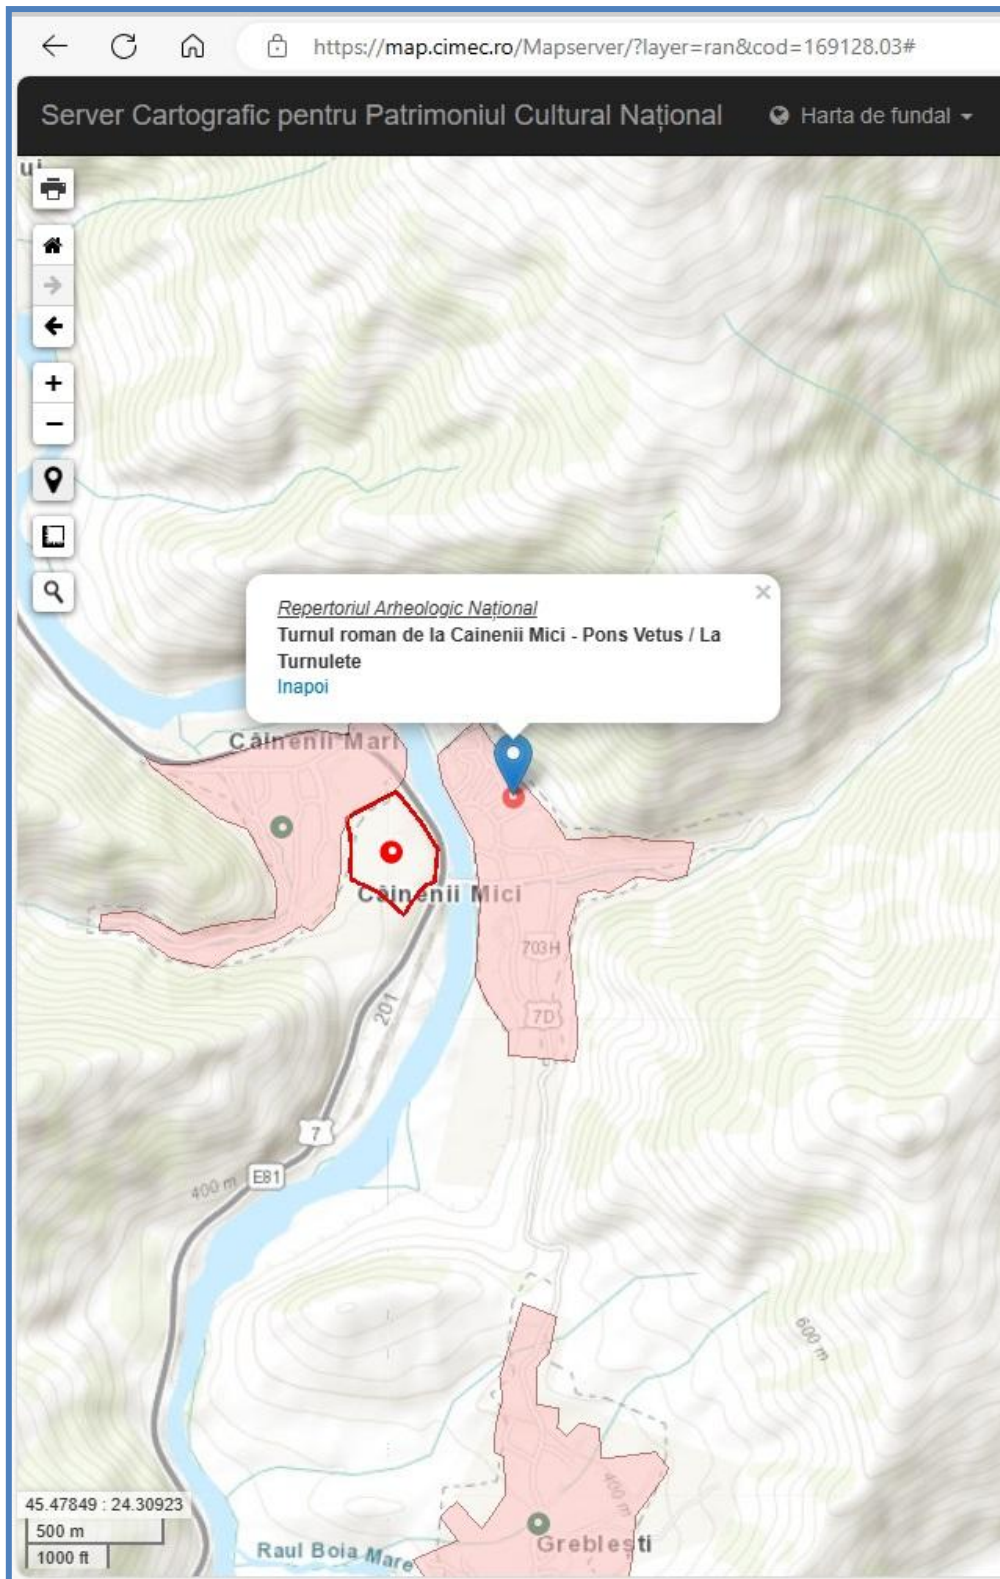 https://map.cimec.ro/Mapserver/?layer=ran&cod=169128.03#
Server Cartografic pentru Patrimoniul Cultural Național
Harta de fundal
Repertoriul Arheologic Național
Turnul roman de la Cainenii Mici - Pons Vetus / La
Turnulete
Inapoi
Câinenii Mari
Câinenii Mici
703H
7D
201
7
E81
400 m
600 m
400 m
45.47849 : 24.30923
500 m
1000 ft
Raul Boia Mare
Greblești